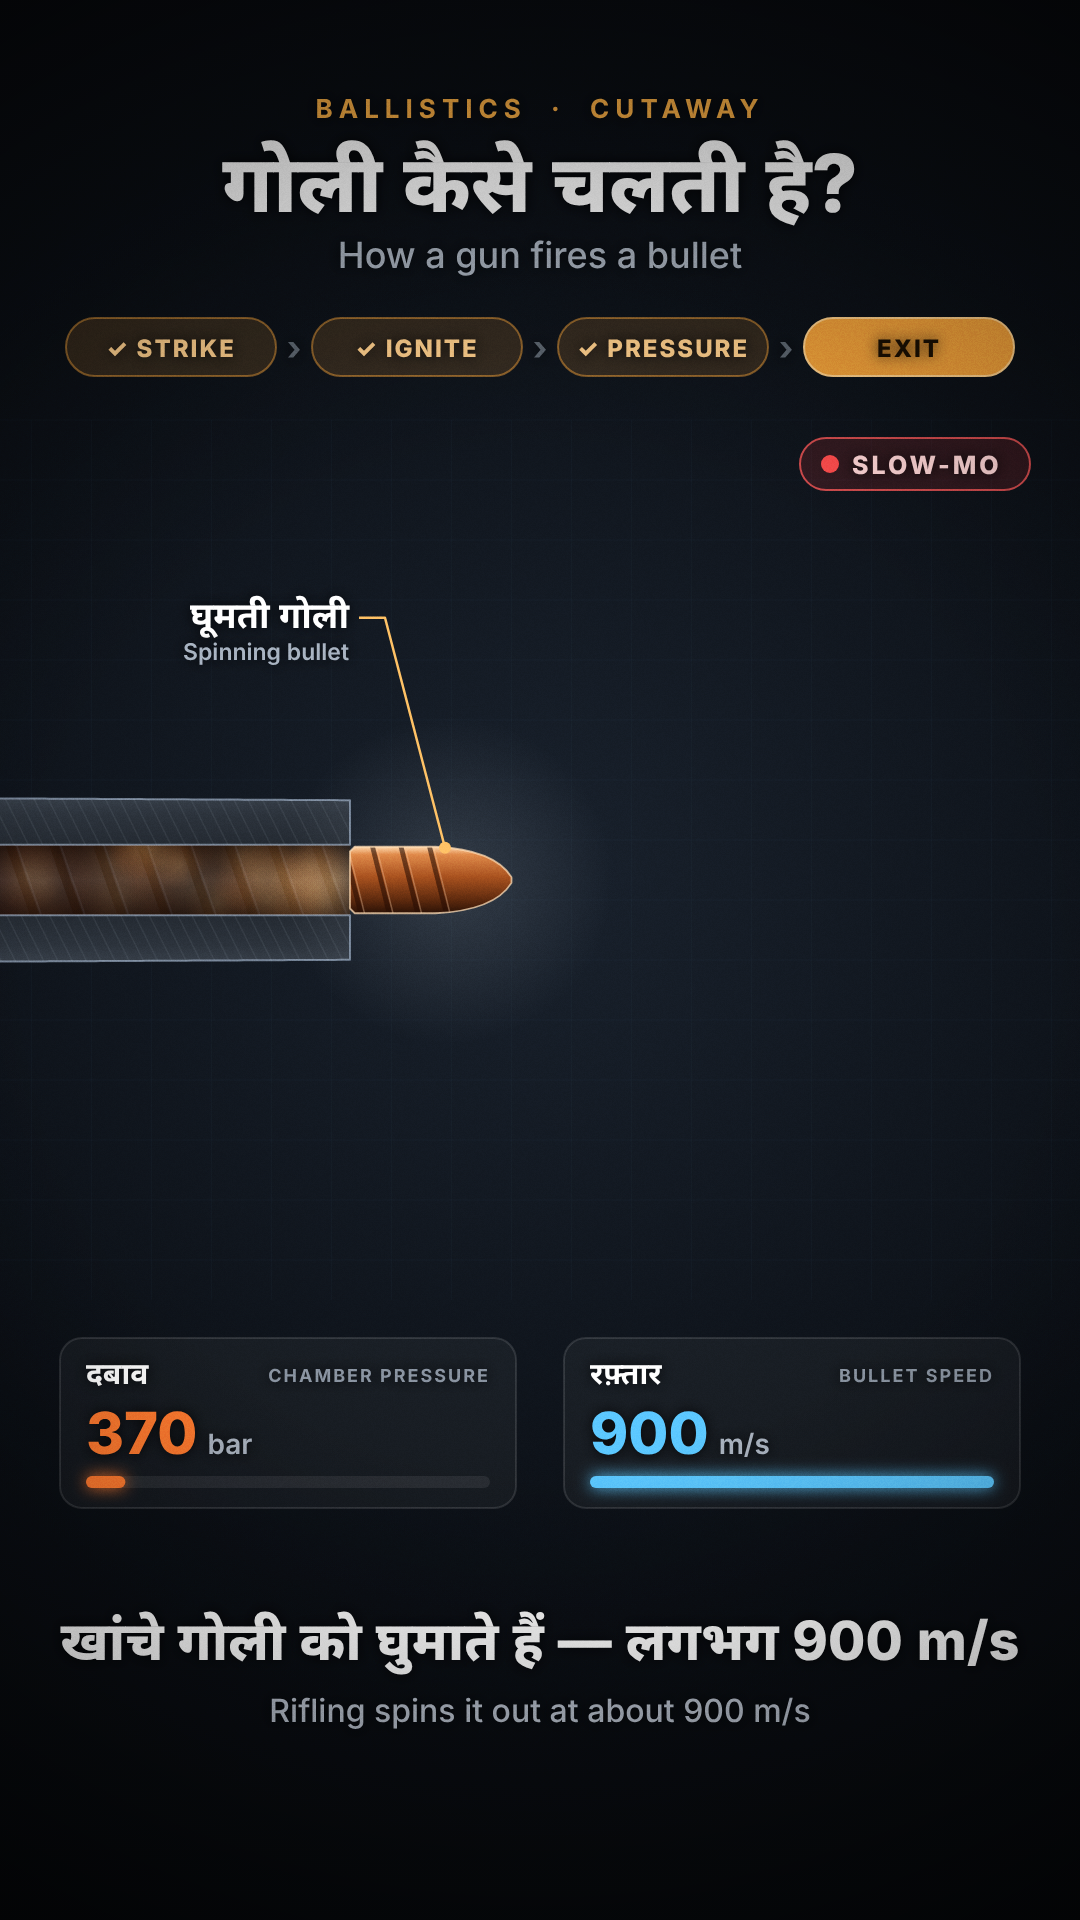 BALLISTICS · CUTAWAY
गोली कैसे चलती है?
How a gun fires a bullet
✓ STRIKE › ✓ IGNITE › ✓ PRESSURE › EXIT
SLOW-MO
घूमती गोली
Spinning bullet
दबाव CHAMBER PRESSURE
370 bar
रफ़्तार BULLET SPEED
900 m/s
खांचे गोली को घुमाते हैं — लगभग 900 m/s
Rifling spins it out at about 900 m/s